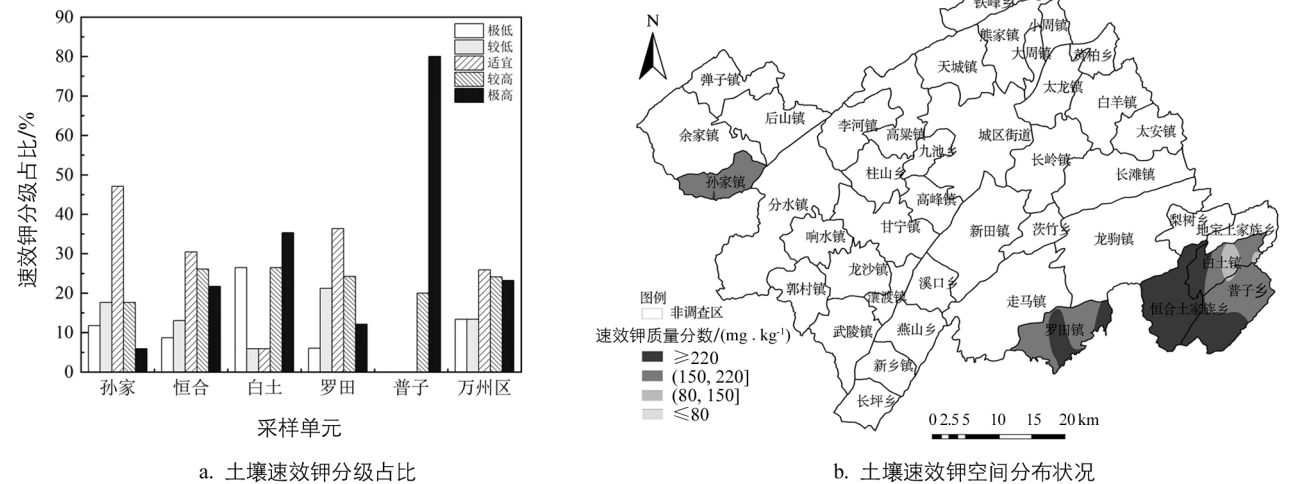 90
80
70
60
50
40
30
20
10
0
速效钾分级占比/%
极低
较低
适宜
较高
极高
孙家
恒合
白土
罗田
普子
万州区
采样单元
a. 土壤速效钾分级占比
N
铁峰乡
熊家镇
小周镇
大周镇
黄柏乡
天城镇
弹子镇
太龙镇
白羊镇
后山镇
李河镇
余家镇
高粱镇
城区街道
太安镇
九池乡
长岭镇
柱山乡
长滩镇
孙家镇
高峰镇
分水镇
梨树乡
甘宁镇
新田镇
茨竹乡
地宝土家族乡
响水镇
龙驹镇
白土镇
龙沙镇
溪口乡
郭村镇
普子乡
瀼渡镇
走马镇
恒合土家族乡
武陵镇
燕山乡
罗田镇
新乡镇
长坪乡
图例
非调查区
速效钾质量分数/(mg . kg⁻¹)
≥220
(150, 220]
(80, 150]
≤80
0 2.5 5 10 15 20 km
b. 土壤速效钾空间分布状况